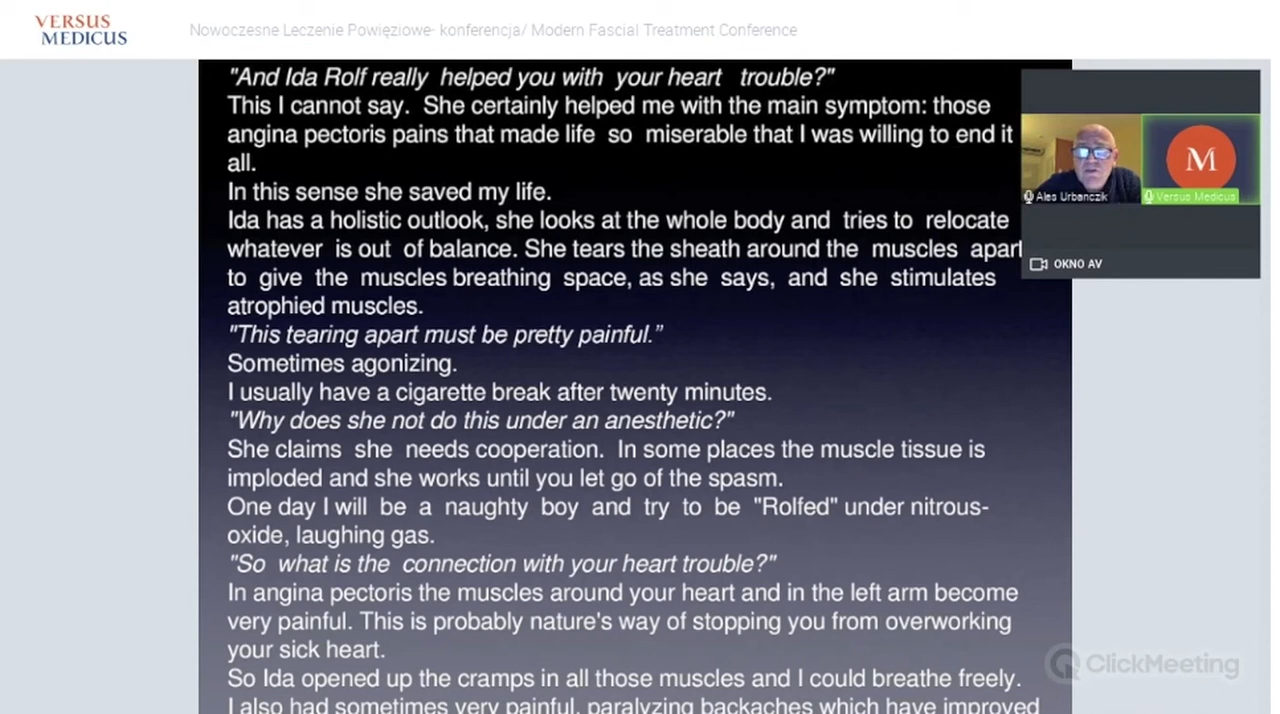 VERSUS
MEDICUS
Nowoczesne Leczenie Powięziowe- konferencja/ Modern Fascial Treatment Conference
"And Ida Rolf really helped you with your heart trouble?"
This I cannot say. She certainly helped me with the main symptom: those
angina pectoris pains that made life so miserable that I was willing to end it
all.
In this sense she saved my life.
Ida has a holistic outlook, she looks at the whole body and tries to relocate
whatever is out of balance. She tears the sheath around the muscles apart
to give the muscles breathing space, as she says, and she stimulates
atrophied muscles.
"This tearing apart must be pretty painful.”
Sometimes agonizing.
I usually have a cigarette break after twenty minutes.
"Why does she not do this under an anesthetic?"
She claims she needs cooperation. In some places the muscle tissue is
imploded and she works until you let go of the spasm.
One day I will be a naughty boy and try to be "Rolfed" under nitrous-
oxide, laughing gas.
"So what is the connection with your heart trouble?"
In angina pectoris the muscles around your heart and in the left arm become
very painful. This is probably nature's way of stopping you from overworking
your sick heart.
So Ida opened up the cramps in all those muscles and I could breathe freely.
I also had sometimes very painful, paralyzing backaches which have improved
M
Ales Urbanczik
Versus Medicus
OKNO AV
ClickMeeting